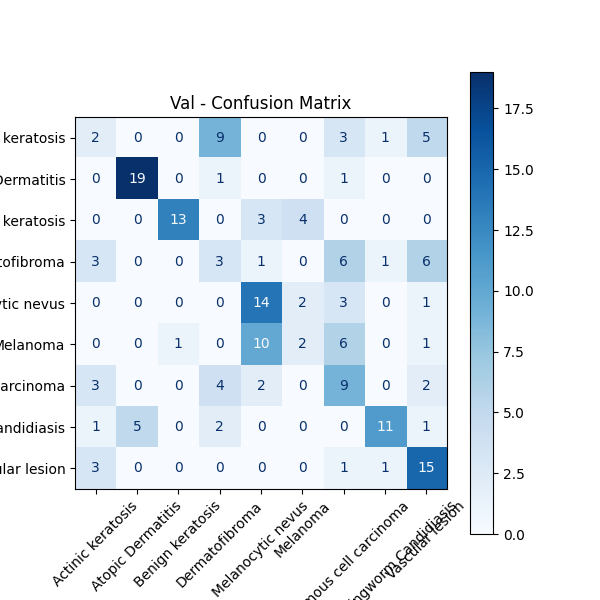 Val - Confusion Matrix
keratosis 2 0 0 9 0 0 3 1 5
Dermatitis 0 19 0 1 0 0 1 0 0
keratosis 0 0 13 0 3 4 0 0 0
tofibroma 3 0 0 3 1 0 6 1 6
tic nevus 0 0 0 0 14 2 3 0 1
Melanoma 0 0 1 0 10 2 6 0 1
arcinoma 3 0 0 4 2 0 9 0 2
andidiasis 1 5 0 2 0 0 0 11 1
lar lesion 3 0 0 0 0 0 1 1 15
Actinic keratosis
Atopic Dermatitis
Benign keratosis
Dermatofibroma
Melanocytic nevus
Melanoma
mous cell carcinoma
ngworm Candidiasis
Vascular lesion
17.5
15.0
12.5
10.0
7.5
5.0
2.5
0.0